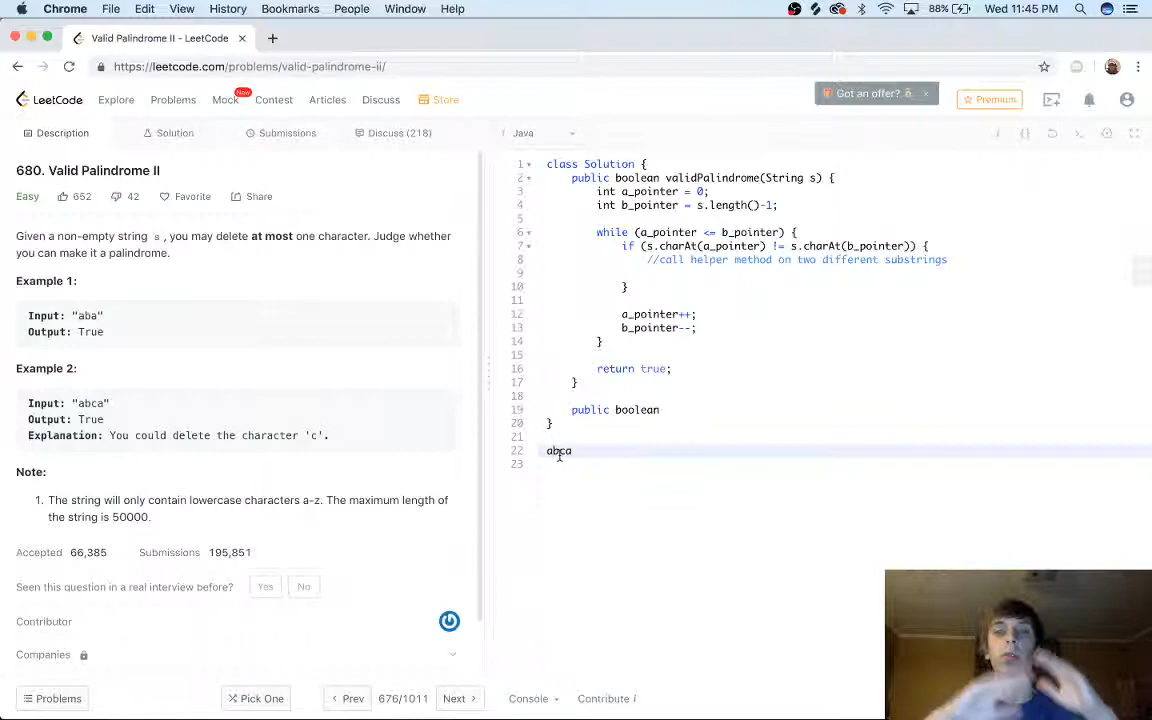 Chrome File Edit View History Bookmarks People Window Help 88% Wed 11:45 PM
Valid Palindrome II - LeetCode
https://leetcode.com/problems/valid-palindrome-ii/
LeetCode Explore Problems Mock New Contest Articles Discuss Store Got an offer? Premium
Description Solution Submissions Discuss (218) Java
680. Valid Palindrome II
Easy 652 42 Favorite Share
Given a non-empty string s, you may delete at most one character. Judge whether
you can make it a palindrome.
Example 1:
Input: "aba"
Output: True
Example 2:
Input: "abca"
Output: True
Explanation: You could delete the character 'c'.
Note:
1. The string will only contain lowercase characters a-z. The maximum length of
the string is 50000.
Accepted 66,385 Submissions 195,851
Seen this question in a real interview before? Yes No
Contributor
Companies
Problems Pick One Prev 676/1011 Next Console Contribute i
1 class Solution {
2 public boolean validPalindrome(String s) {
3 int a_pointer = 0;
4 int b_pointer = s.length()-1;
5
6 while (a_pointer <= b_pointer) {
7 if (s.charAt(a_pointer) != s.charAt(b_pointer)) {
8 //call helper method on two different substrings
9
10 }
11
12 a_pointer++;
13 b_pointer--;
14 }
15
16 return true;
17 }
18
19 public boolean
20 }
21
22 abca
23